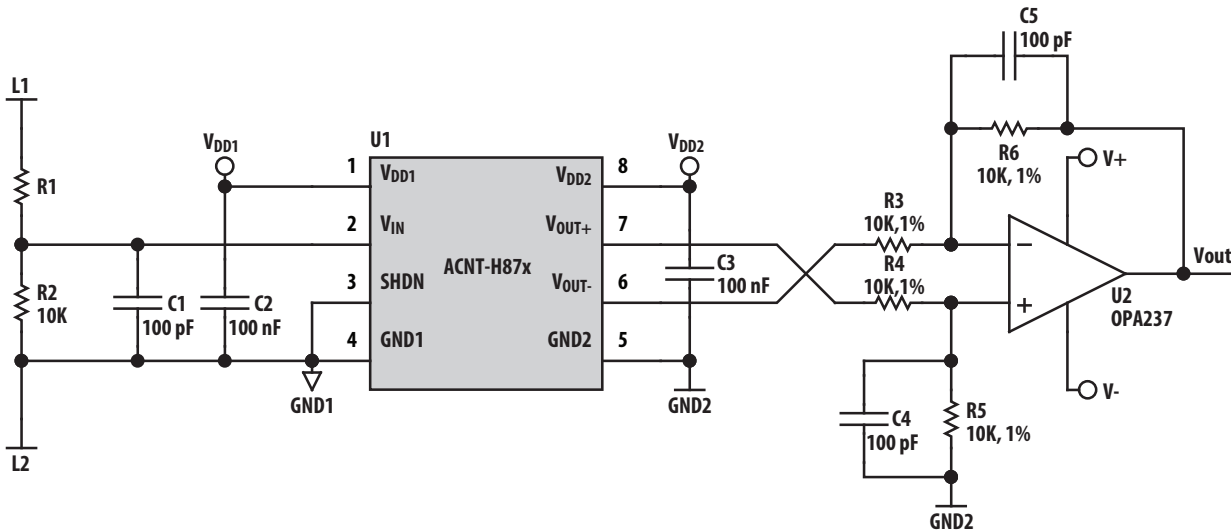 C5
100 pF
L1
R6
10K, 1%
V+
VDD1
U1
VDD2
R1
1
VDD1
VDD2
8
2
VIN
VOUT+
7
R3
10K,1%
ACNT-H87x
R4
10K,1%
−
Vout
R2
10K
C1
100 pF
C2
100 nF
3
SHDN
VOUT-
6
C3
100 nF
+
U2
OPA237
4
GND1
GND2
5
GND1
GND2
V-
C4
100 pF
R5
10K, 1%
L2
GND2